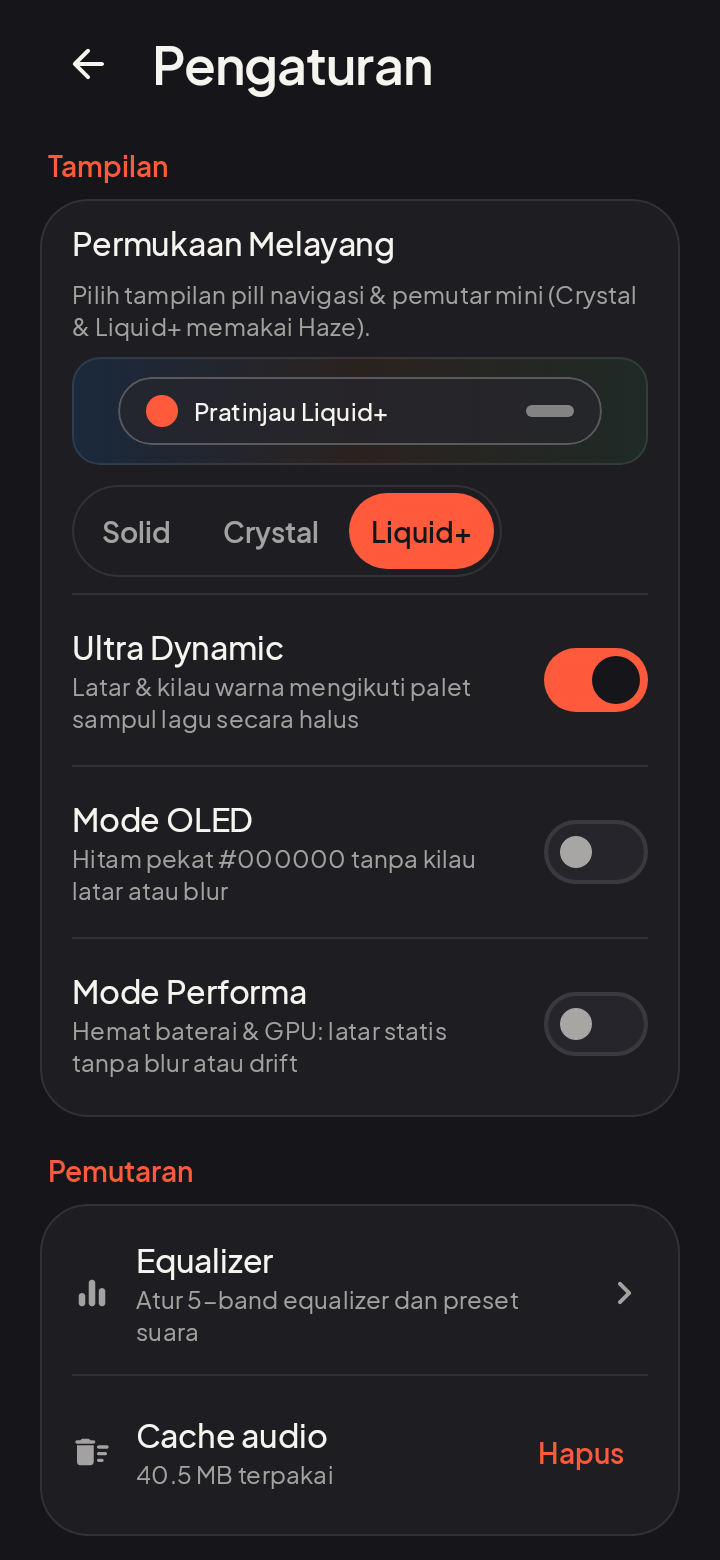 Pengaturan
Tampilan
Permukaan Melayang
Pilih tampilan pill navigasi & pemutar mini (Crystal
& Liquid+ memakai Haze).
Pratinjau Liquid+
Solid Crystal Liquid+
Ultra Dynamic
Latar & kilau warna mengikuti palet
sampul lagu secara halus
Mode OLED
Hitam pekat #000000 tanpa kilau
latar atau blur
Mode Performa
Hemat baterai & GPU: latar statis
tanpa blur atau drift
Pemutaran
Equalizer
Atur 5–band equalizer dan preset
suara
Cache audio
40.5 MB terpakai
Hapus